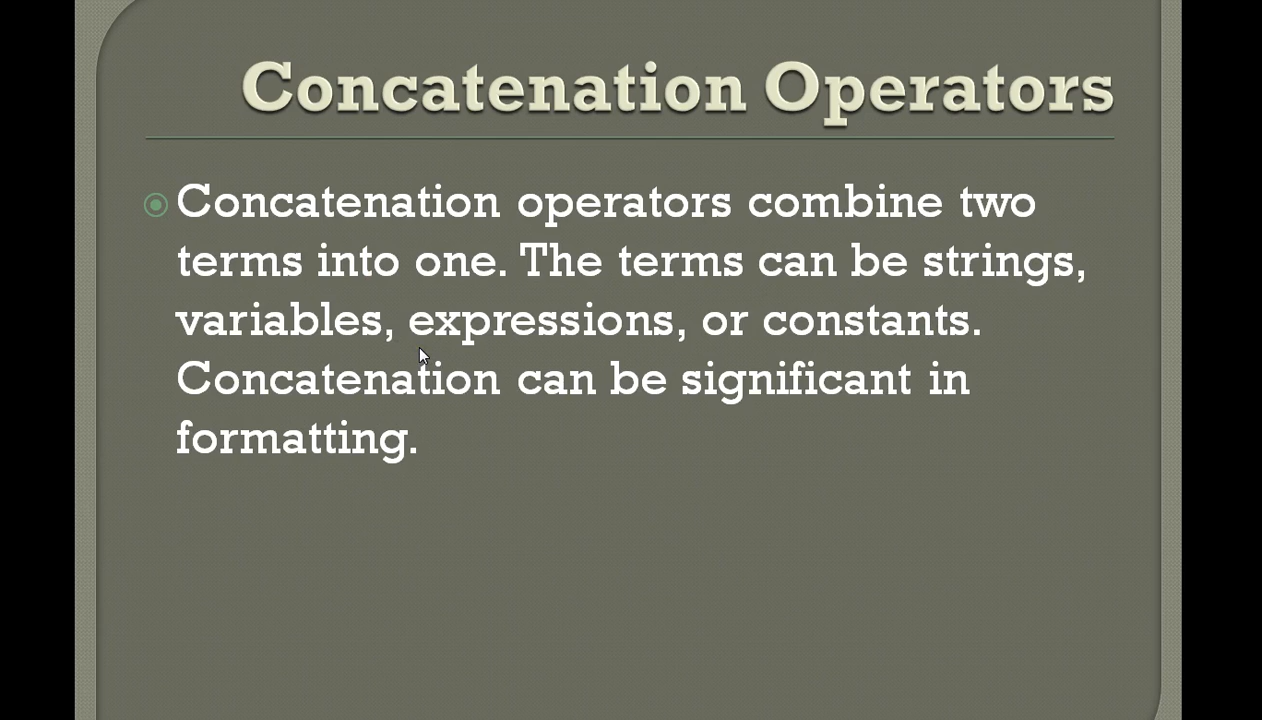 Concatenation Operators
Concatenation operators combine two
terms into one. The terms can be strings,
variables, expressions, or constants.
Concatenation can be significant in
formatting.